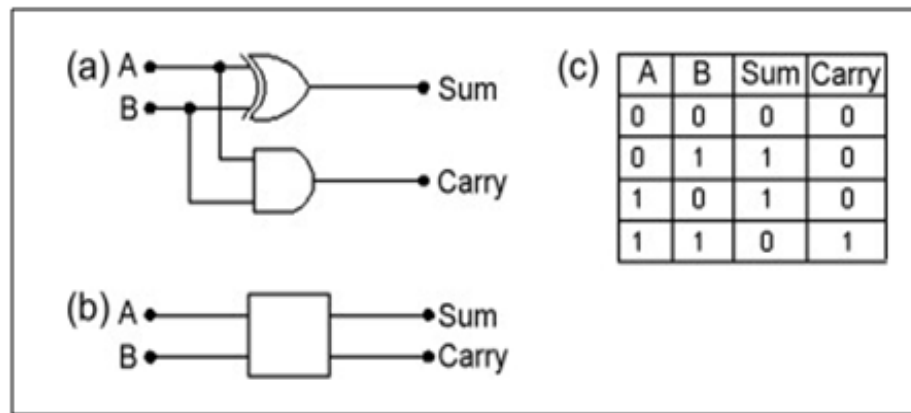 (a) A
B
Sum
Carry
(b) A
B
Sum
Carry
(c)
A B Sum Carry
0 0 0 0
0 1 1 0
1 0 1 0
1 1 0 1